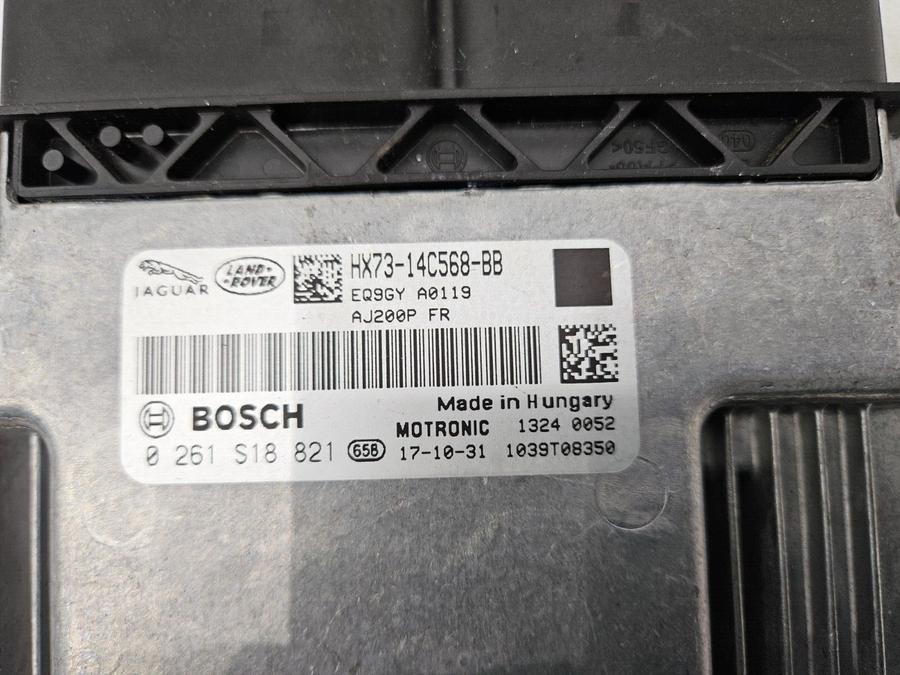 JAGUAR
LAND-
-ROVER
HX73-14C568-BB
EQ9GY A0119
AJ200P FR
BOSCH
Made in Hungary
MOTRONIC 1324 0052
0 261 S18 821 658 17-10-31 1039T08350